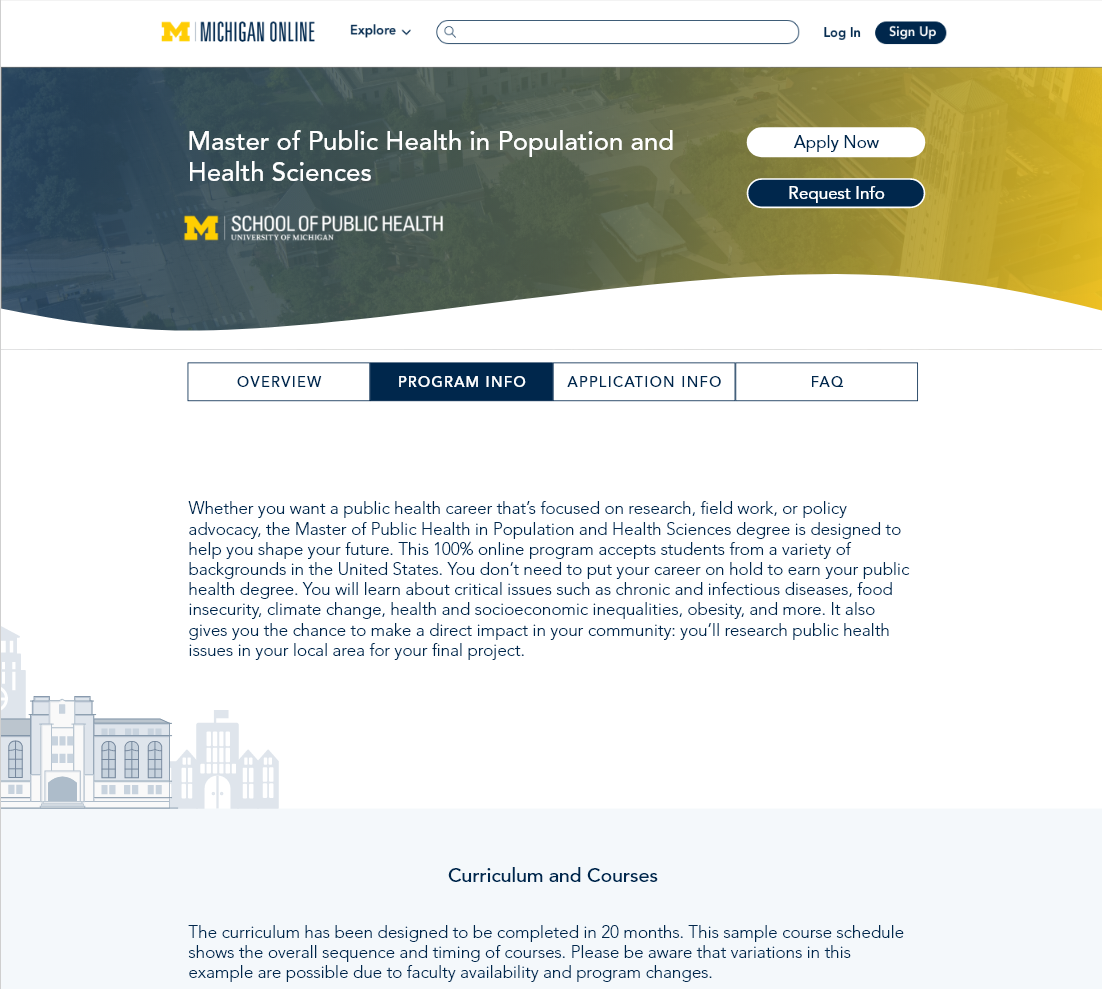 M MICHIGAN ONLINE
Explore
Log In
Sign Up
Master of Public Health in Population and
Health Sciences
Apply Now
Request Info
M SCHOOL OF PUBLIC HEALTH
UNIVERSITY OF MICHIGAN
OVERVIEW
PROGRAM INFO
APPLICATION INFO
FAQ
Whether you want a public health career that's focused on research, field work, or policy
advocacy, the Master of Public Health in Population and Health Sciences degree is designed to
help you shape your future. This 100% online program accepts students from a variety of
backgrounds in the United States. You don't need to put your career on hold to earn your public
health degree. You will learn about critical issues such as chronic and infectious diseases, food
insecurity, climate change, health and socioeconomic inequalities, obesity, and more. It also
gives you the chance to make a direct impact in your community: you'll research public health
issues in your local area for your final project.
Curriculum and Courses
The curriculum has been designed to be completed in 20 months. This sample course schedule
shows the overall sequence and timing of courses. Please be aware that variations in this
example are possible due to faculty availability and program changes.